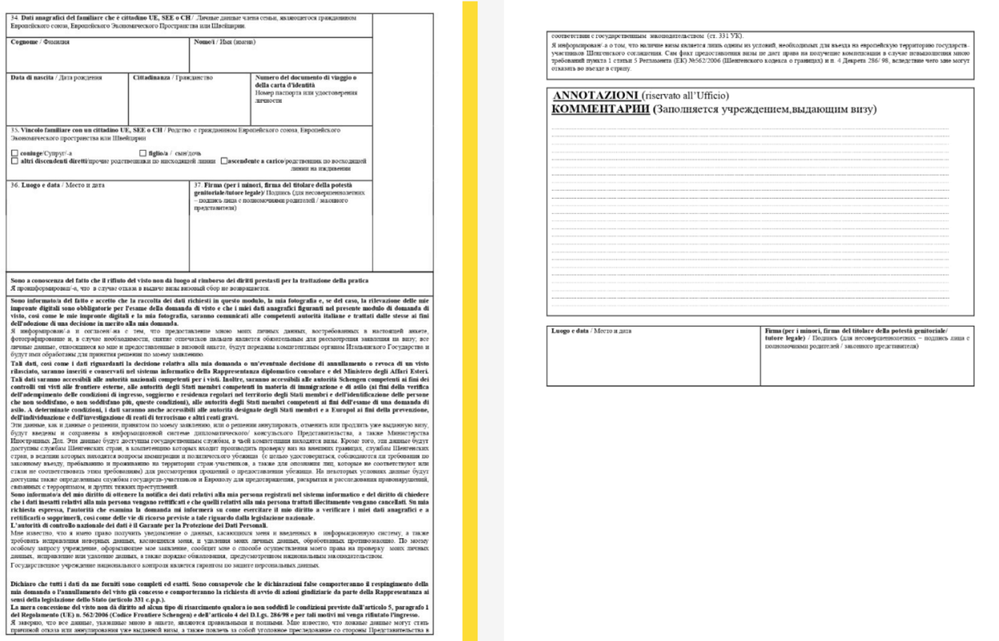 34. Dati anagrafici del familiare che è cittadino UE, SEE o CH / Личные данные члена семьи, являющегося гражданином
Европейского союза, Европейского Экономического Пространства или Швейцарии.
Cognome / Фамилия
Nome/i / Имя (имена)
Data di nascita / Дата рождения
Cittadinanza / Гражданство
Numero del documento di viaggio o
della carta d'identità
Номер паспорта или удостоверения
личности
35. Vincolo familiare con un cittadino UE, SEE o CH / Родство с гражданином Европейского союза, Европейского
Экономического пространства или Швейцарии
coniuge/Супруг/-а
figlio/a / сын/дочь
altri discendenti diretti/прочие родственники по нисходящей линии
ascendente a carico/родственник по восходящей
линии на иждивении
36. Luogo e data / Место и дата
37. Firma (per i minori, firma del titolare della potestà
genitoriale/tutore legale)/ Подпись (для несовершеннолетних
– подпись лица с полномочиями родителей / законного
представителя)
Sono a conoscenza del fatto che il rifiuto del visto non dà luogo al rimborso dei diritti prestasti per la trattazione della pratica
Я проинформирован/-а, что в случае отказа в выдаче визы визовый сбор не возвращается.
Sono informato/a del fatto e accetto che la raccolta dei dati richiesti in questo modulo, la mia fotografia e, se del caso, la rilevazione delle mie
impronte digitali sono obbligatorie per l'esame della domanda di visto e che i miei dati anagrafici figuranti nel presente modulo di domanda di
visto, così come le mie impronte digitali e la mia fotografia, saranno comunicati alle competenti autorità italiane e trattati dalle stesse ai fini
dell'adozione di una decisione in merito alla mia domanda.
Я информирован/-а и согласен/-на с тем, что предоставление мною моих личных данных, востребованных в настоящей анкете,
фотографирование и, в случае необходимости, снятие отпечатков пальцев является обязательным для рассмотрения заявления на визу; все
личные данные, относящиеся ко мне и предоставленные в визовой анкете, будут переданы компетентным органам Итальянского Государства и
будут ими обработаны для принятия решения по моему заявлению.
Tali dati, così come i dati riguardanti la decisione relativa alla mia domanda o un'eventuale decisione di annullamento o revoca di un visto
rilasciato, saranno inseriti e conservati nel sistema informatico della Rappresentanza diplomatico consolare e del Ministero degli Affari Esteri.
Tali dati saranno accessibili alle autorità nazionali competenti per i visti. Inoltre, saranno accessibili alle autorità Schengen competenti ai fini dei
controlli sui visti alle frontiere esterne, alle autorità degli Stati membri competenti in materia di immigrazione e di asilo (ai fini della verifica
dell'adempimento delle condizioni di ingresso, soggiorno e residenza regolari nel territorio degli Stati membri e dell'identificazione delle persone
che non soddisfano, o non soddisfano più, queste condizioni), alle autorità degli Stati membri competenti ai fini dell'esame di una domanda di
asilo. A determinate condizioni, i dati saranno anche accessibili alle autorità designate degli Stati membri e a Europol ai fini della prevenzione,
dell'individuazione e dell'investigazione di reati di terrorismo e altri reati gravi.
Эти данные, как и данные о решении, принятом по моему заявлению, или о решении аннулировать, отменить или продлить уже выданную визу,
будут введены и сохранены в информационной системе дипломатического/ консульского Представительства, а также Министерства
Иностранных Дел. Эти данные будут доступны государственным службам, в чьей компетенции находятся визы. Кроме того, эти данные будут
доступны службам Шенгенских стран, в компетенцию которых входит производить проверку виз на внешних границах, службам Шенгенских
стран, в ведении которых находятся вопросы иммиграции и политического убежища (с целью удостовериться, соблюдаются ли требования по
законному въезду, пребыванию и проживанию на территории стран-участников, а также для опознания лиц, которые не соответствуют или
стали не соответствовать этим требованиям) для рассмотрения прошений о предоставлении убежища. На некоторых условиях данные будут
доступны также определенным службам государств-участников и Европолу для предотвращения, раскрытия и расследования правонарушений,
связанных с терроризмом, и других тяжких преступлений.
Sono informato/a del mio diritto di ottenere la notifica dei dati relativi alla mia persona registrati nel sistema informatico e del diritto di chiedere
che i dati inesatti relativi alla mia persona vengano rettificati e che quelli relativi alla mia persona trattati illecitamente vengano cancellati. Su mia
richiesta espressa, l'autorità che esamina la domanda mi informerà su come esercitare il mio diritto a verificare i miei dati anagrafici e a
rettificarli o sopprimerli, così come delle vie di ricorso previste a tale riguardo dalla legislazione nazionale.
L'autorità di controllo nazionale dei dati è il Garante per la Protezione dei Dati Personali.
Мне известно, что я имею право получить уведомление о данных, касающихся меня и введенных в информационную систему, а также
требовать исправления неверных данных, касающихся меня, и удаления моих личных данных, обработанных противозаконно. По моему
особому запросу учреждение, оформляющее мое заявление, сообщит мне о способе осуществления моего права на проверку моих личных
данных, исправление или удаление данных, а также порядке обжалования, предусмотренном национальным законодательством.
Государственное учреждение национального контроля является гарантом по защите персональных данных.
Dichiaro che tutti i dati da me forniti sono completi ed esatti. Sono consapevole che le dichiarazioni false comporteranno il respingimento della
mia domanda o l'annullamento del visto già concesso e comporteranno la richiesta di avvio di azioni giudiziarie da parte della Rappresentanza ai
sensi della legislazione dello Stato (articolo 331 c.p.p.).
La mera concessione del visto non dà diritto ad alcun tipo di risarcimento qualora io non soddisfi le condizioni previste dall'articolo 5, paragrafo 1
del Regolamento (UE) n. 562/2006 (Codice Frontiere Schengen) e dell'articolo 4 del D.Lgs. 286/98 e per tali motivi mi venga rifiutato l'ingresso.
Я заверяю, что все данные, указанные мною в анкете, являются правильными и полными. Мне известно, что ложные данные могут стать
причиной отказа или аннулирования уже выданной визы, а также повлечь за собой уголовное преследование со стороны Представительства в
соответствии с государственным законодательством (ст. 331 УК).
Я информирован/-а о том, что наличие визы является лишь одним из условий, необходимых для въезда на европейскую территорию государств-
участников Шенгенского соглашения. Сам факт предоставления визы не дает права на получение компенсации в случае невыполнения мною
требований пункта 1 статьи 5 Регламента (ЕК) №562/2006 (Шенгенского кодекса о границах) и п. 4 Декрета 286/ 98, вследствие чего мне могут
отказать во въезде в страну.
ANNOTAZIONI (riservato all'Ufficio)
КОММЕНТАРИИ (Заполняется учреждением,выдающим визу)
Luogo e data / Место и дата
Firma (per i minori, firma del titolare della potestà genitoriale/
tutore legale) / Подпись (для несовершеннолетних – подпись лица с
полномочиями родителей / законного представителя)